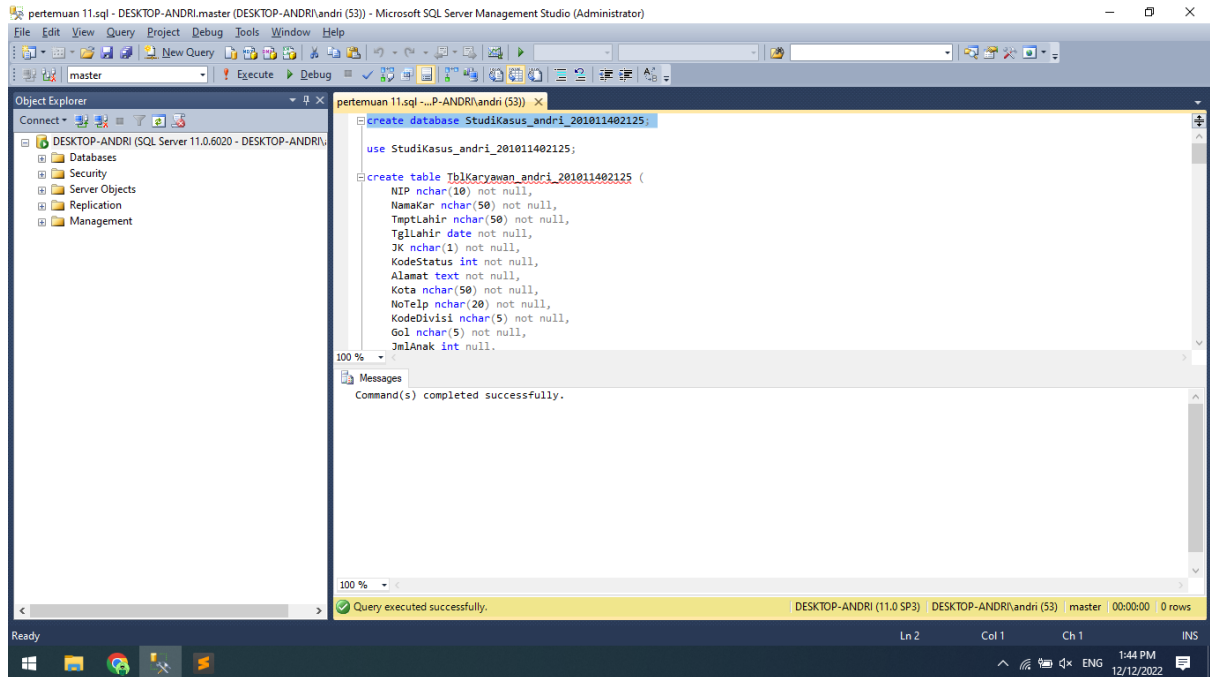 pertemuan 11.sql - DESKTOP-ANDRI.master (DESKTOP-ANDRI\andri (53)) - Microsoft SQL Server Management Studio (Administrator)
File Edit View Query Project Debug Tools Window Help
New Query
master Execute Debug
Object Explorer
Connect
DESKTOP-ANDRI (SQL Server 11.0.6020 - DESKTOP-ANDRI\
Databases
Security
Server Objects
Replication
Management
pertemuan 11.sql -...P-ANDRI\andri (53))
create database StudiKasus_andri_201011402125;
use StudiKasus_andri_201011402125;
create table TblKaryawan_andri_201011402125 (
NIP nchar(10) not null,
NamaKar nchar(50) not null,
TmptLahir nchar(50) not null,
TglLahir date not null,
JK nchar(1) not null,
KodeStatus int not null,
Alamat text not null,
Kota nchar(50) not null,
NoTelp nchar(20) not null,
KodeDivisi nchar(5) not null,
Gol nchar(5) not null,
JmlAnak int null,
100 %
Messages
Command(s) completed successfully.
100 %
Query executed successfully. DESKTOP-ANDRI (11.0 SP3) DESKTOP-ANDRI\andri (53) master 00:00:00 0 rows
Ready Ln 2 Col 1 Ch 1 INS
ENG 1:44 PM
12/12/2022